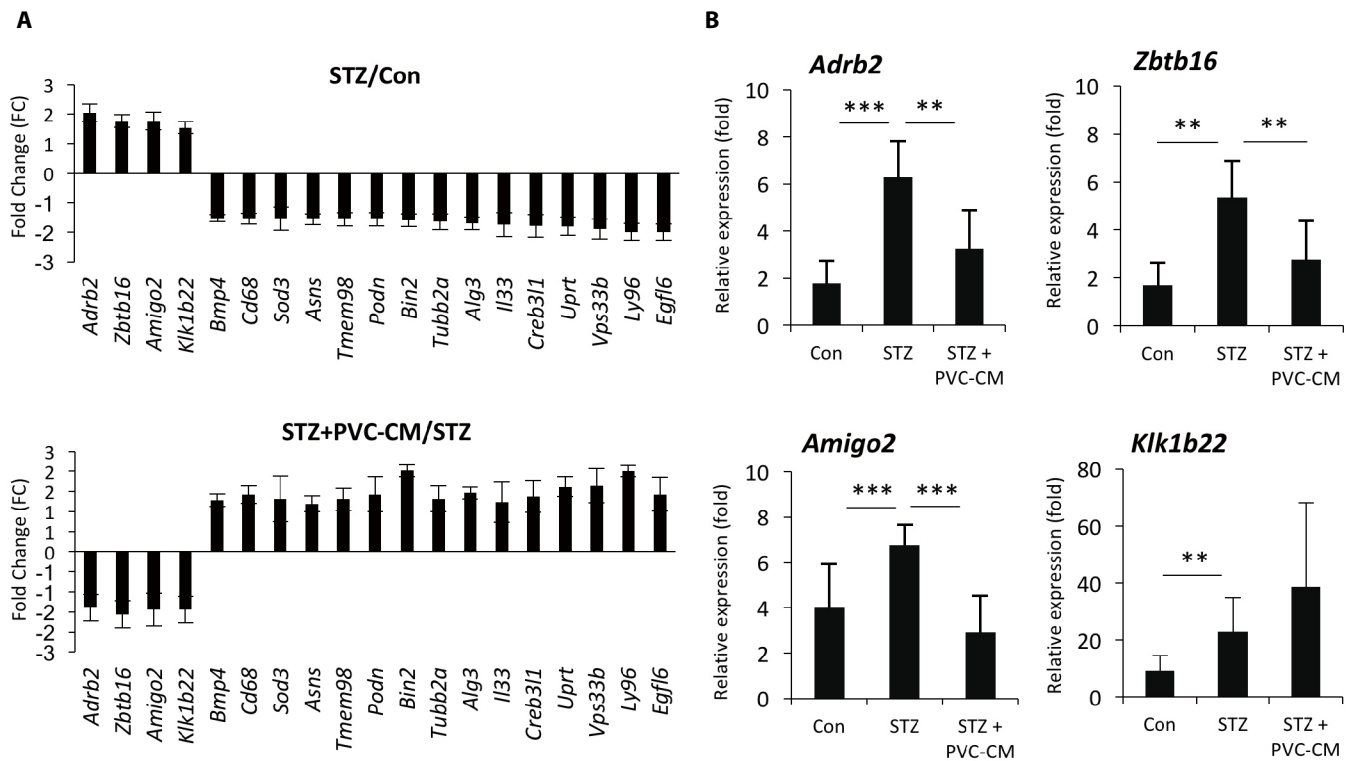 A
STZ/Con
Fold Change (FC)
3
2
1
0
-1
-2
-3
Adrb2
Zbtb16
Amigo2
Klk1b22
Bmp4
Cd68
Sod3
Asns
Tmem98
Podn
Bin2
Tubb2a
Alg3
Il33
Creb3l1
Uprt
Vps33b
Ly96
Egfl6
STZ+PVC-CM/STZ
Fold Change (FC)
3
2
2
1
1
0
-1
-1
-2
-2
-3
Adrb2
Zbtb16
Amigo2
Klk1b22
Bmp4
Cd68
Sod3
Asns
Tmem98
Podn
Bin2
Tubb2a
Alg3
Il33
Creb3l1
Uprt
Vps33b
Ly96
Egfl6
B
Adrb2
Relative expression (fold)
10
8
6
4
2
0
*** **
Con STZ STZ +
PVC-CM
Zbtb16
Relative expression (fold)
10
8
6
4
2
0
** **
Con STZ STZ +
PVC-CM
Amigo2
Relative expression (fold)
10
8
6
4
2
0
*** ***
Con STZ STZ +
PVC-CM
Klk1b22
Relative expression (fold)
80
60
40
20
0
**
Con STZ STZ +
PVC-CM